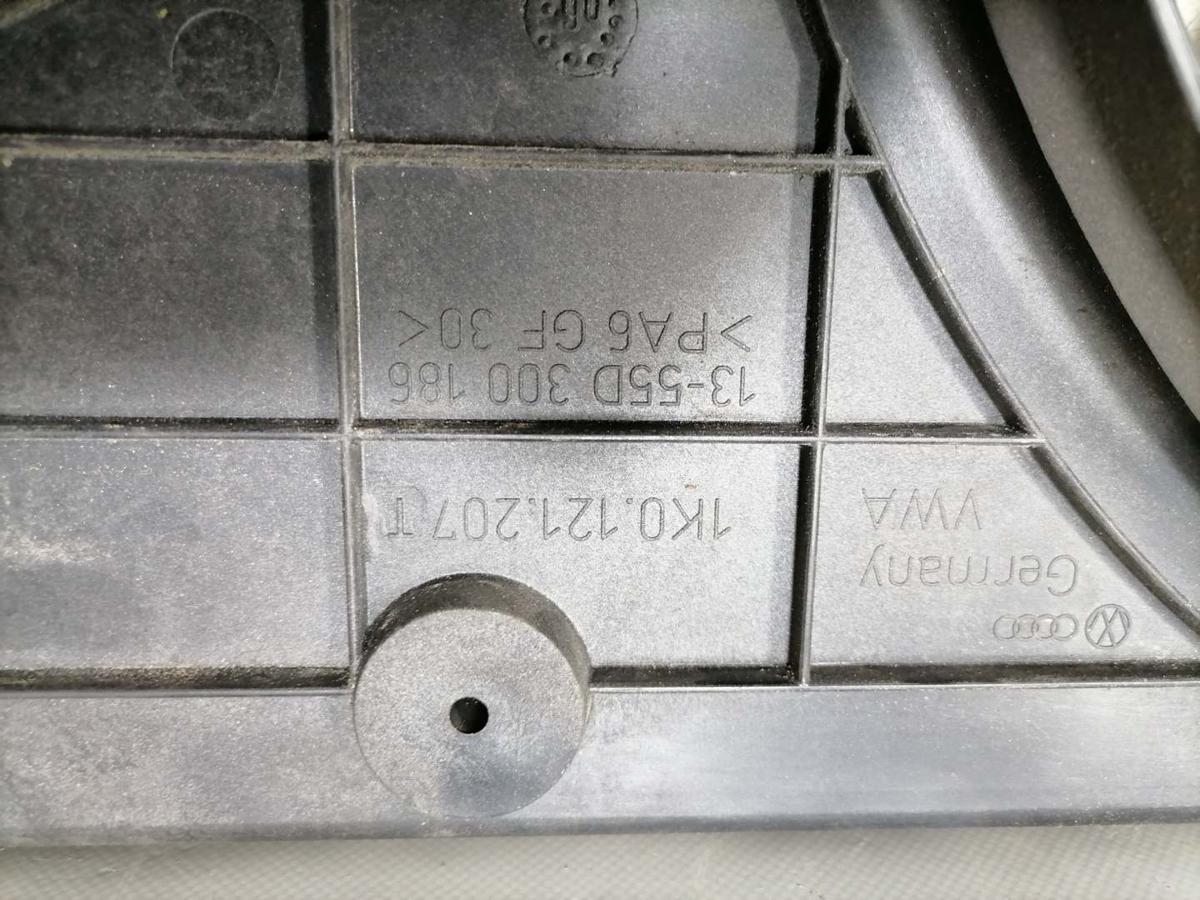 Germany
VWA
1K0.121.207 T
13-55D 300 186
>PA6 GF 30<